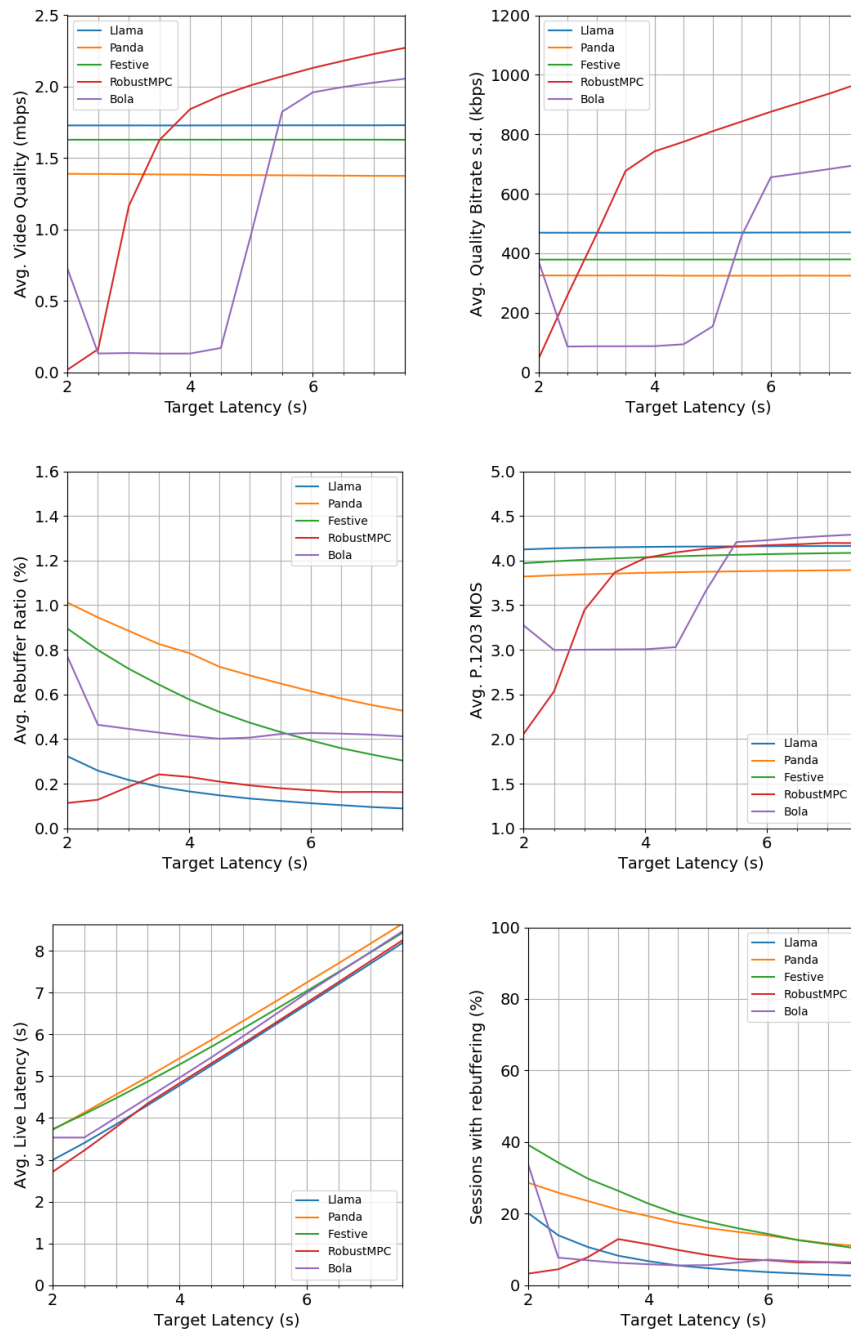 2.5
2.0
1.5
1.0
0.5
0.0
Avg. Video Quality (mbps)
Llama
Panda
Festive
RobustMPC
Bola
2 4 6
Target Latency (s)
1200
1000
800
600
400
200
0
Avg. Quality Bitrate s.d. (kbps)
Llama
Panda
Festive
RobustMPC
Bola
2 4 6
Target Latency (s)
1.6
1.4
1.2
1.0
0.8
0.6
0.4
0.2
0.0
Avg. Rebuffer Ratio (%)
Llama
Panda
Festive
RobustMPC
Bola
2 4 6
Target Latency (s)
5.0
4.5
4.0
3.5
3.0
2.5
2.0
1.5
1.0
Avg. P.1203 MOS
Llama
Panda
Festive
RobustMPC
Bola
2 4 6
Target Latency (s)
8
7
6
5
4
3
2
1
0
Avg. Live Latency (s)
Llama
Panda
Festive
RobustMPC
Bola
2 4 6
Target Latency (s)
100
80
60
40
20
0
Sessions with rebuffering (%)
Llama
Panda
Festive
RobustMPC
Bola
2 4 6
Target Latency (s)